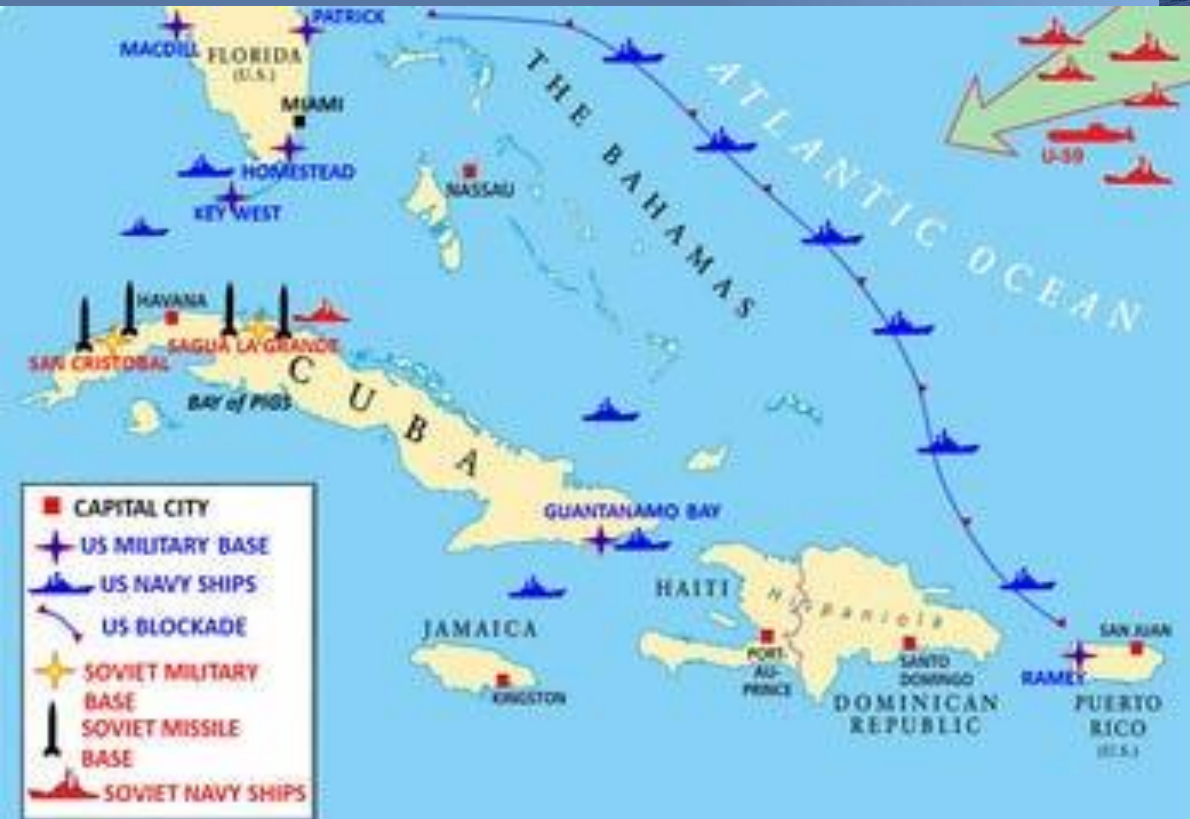 PATRICK
MACDILL
FLORIDA
(U.S.)
MIAMI
HOMESTEAD
KEY WEST
NASSAU
THE BAHAMAS
ATLANTIC OCEAN
U-59
HAVANA
SAN CRISTOBAL
SAGUA LA GRANDE
BAY of PIGS
CUBA
GUANTANAMO BAY
HAITI
Hispaniola
JAMAICA
KINGSTON
PORT-
AU-
PRINCE
SANTO
DOMINGO
DOMINICAN
REPUBLIC
SAN JUAN
RAMEY
PUERTO
RICO
(U.S.)
CAPITAL CITY
US MILITARY BASE
US NAVY SHIPS
US BLOCKADE
SOVIET MILITARY
BASE
SOVIET MISSILE
BASE
SOVIET NAVY SHIPS